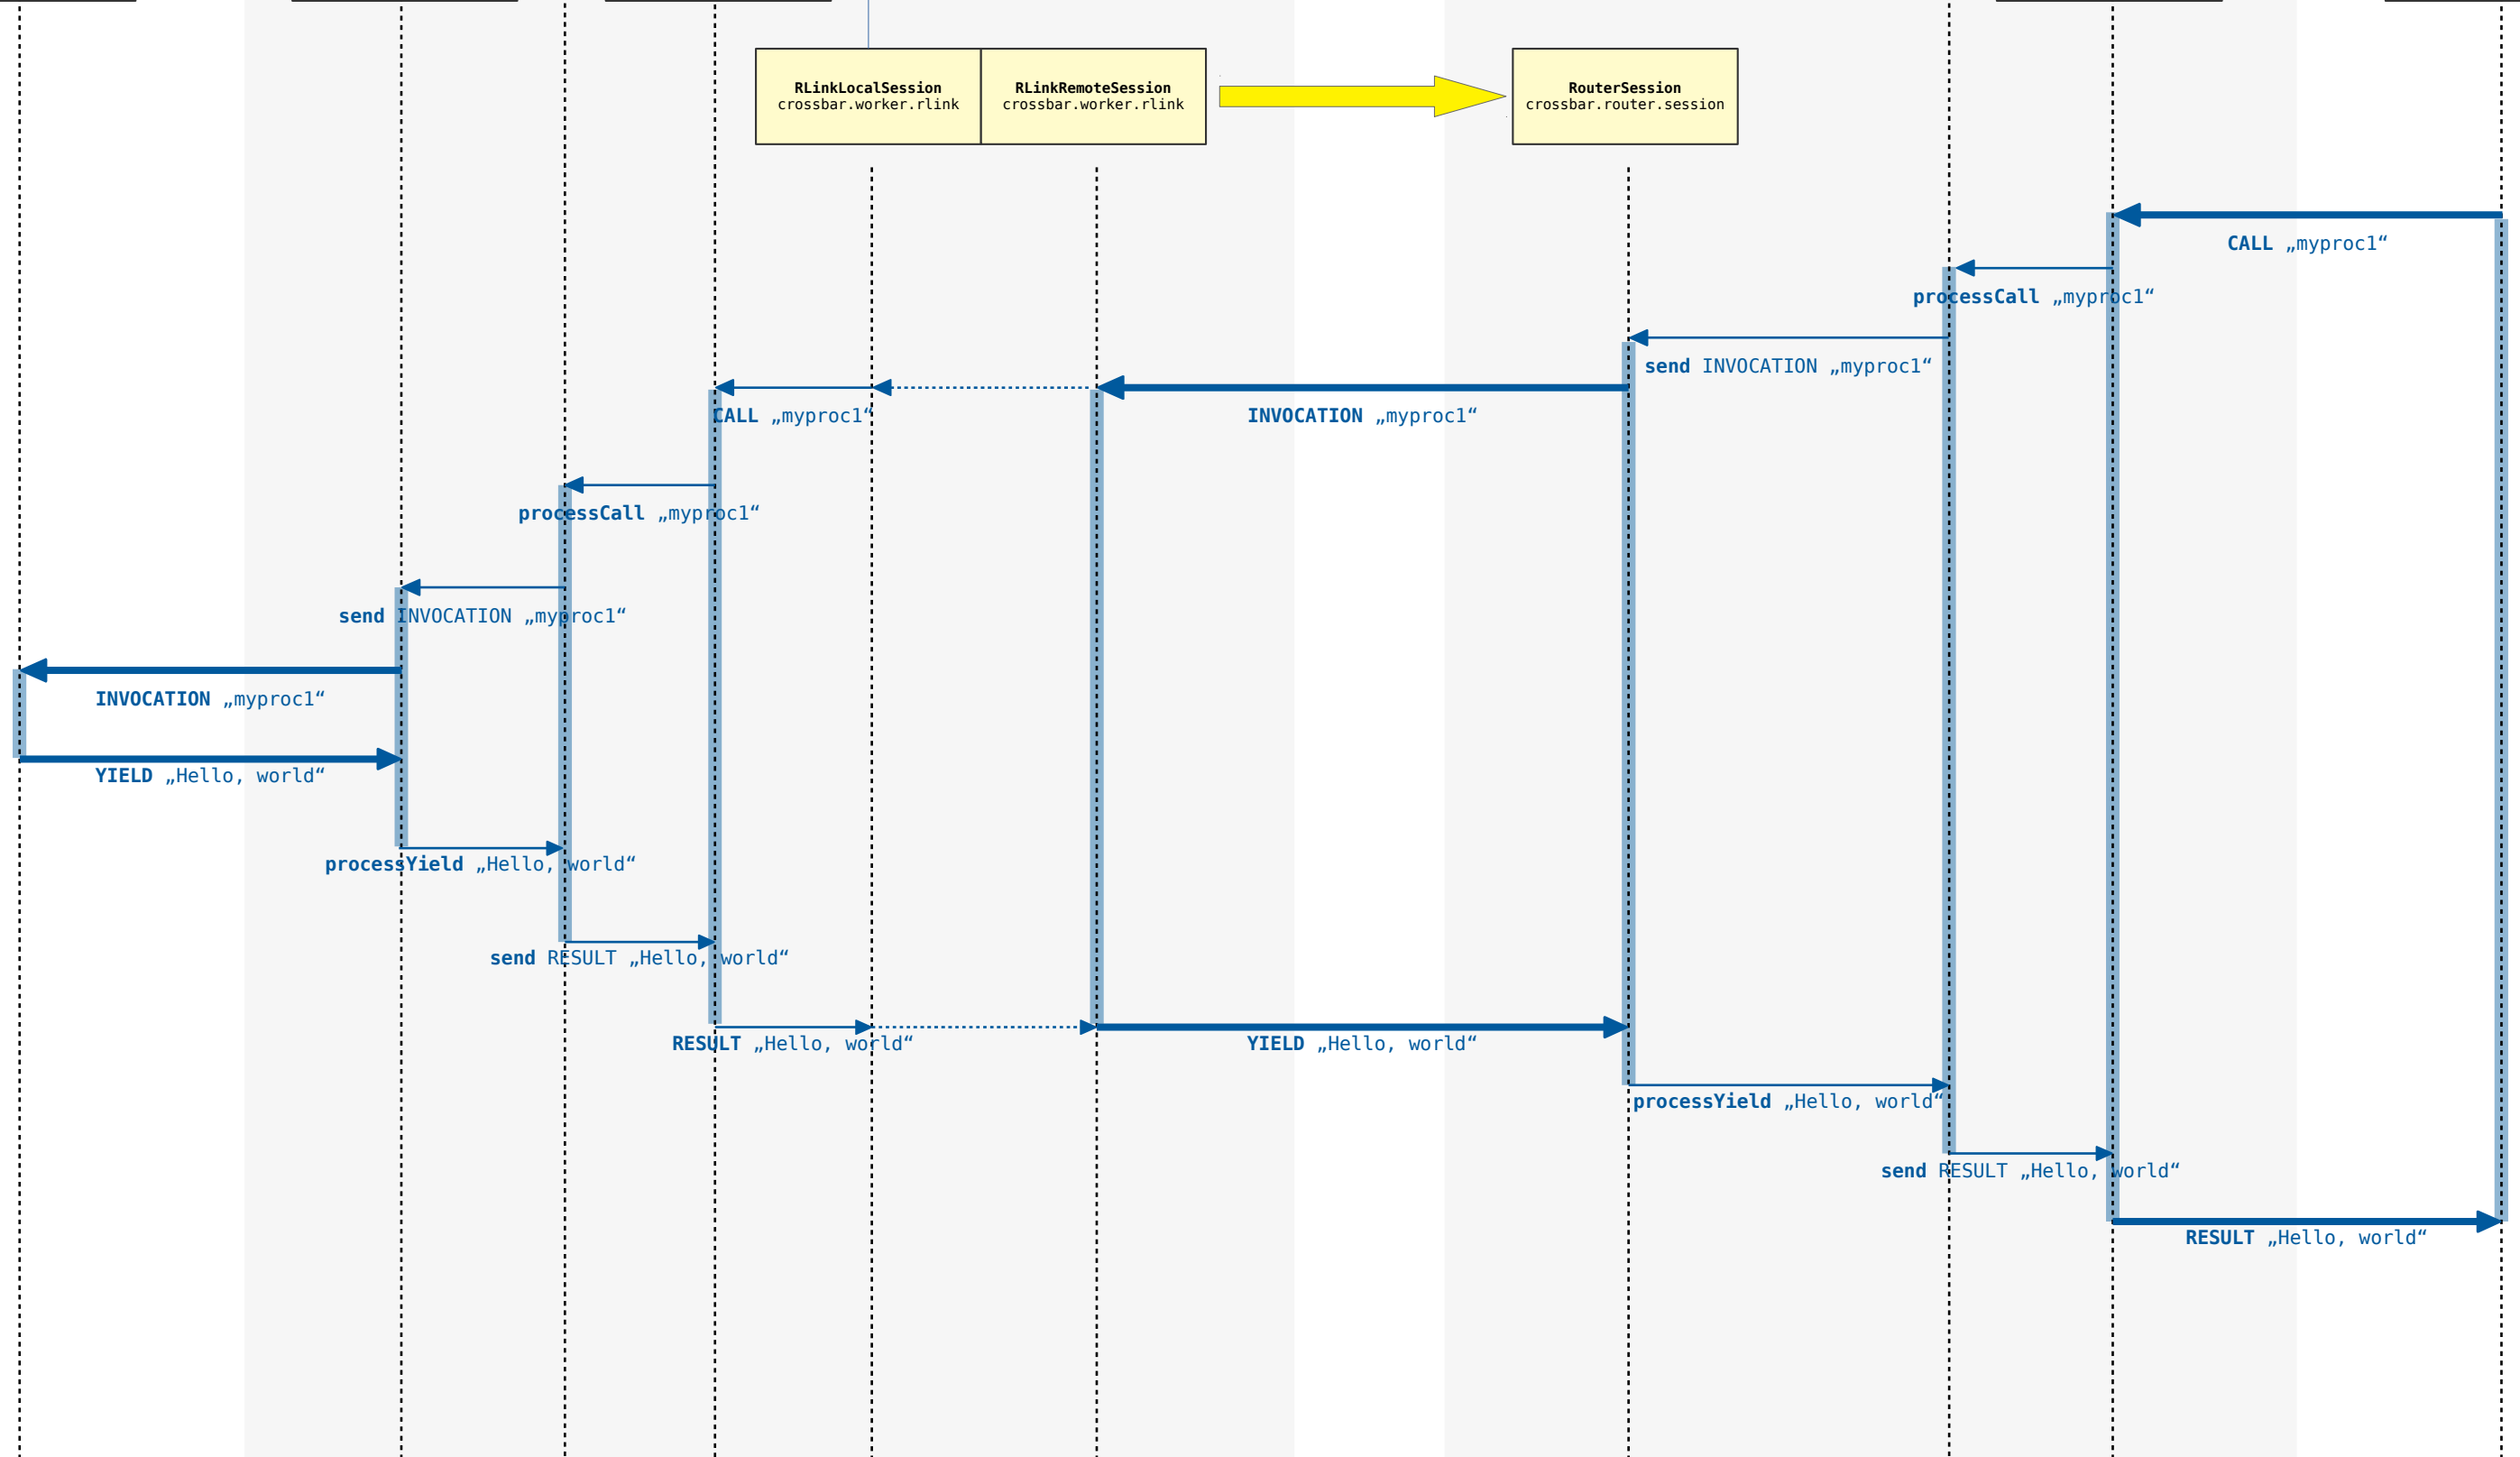 RLinkLocalSession
crossbar.worker.rlink
RLinkRemoteSession
crossbar.worker.rlink
RouterSession
crossbar.router.session
CALL „myproc1“
processCall „myproc1“
send INVOCATION „myproc1“
CALL „myproc1“
INVOCATION „myproc1“
processCall „myproc1“
send INVOCATION „myproc1“
INVOCATION „myproc1“
YIELD „Hello, world“
processYield „Hello, world“
send RESULT „Hello, world“
RESULT „Hello, world“
YIELD „Hello, world“
processYield „Hello, world“
send RESULT „Hello, world“
RESULT „Hello, world“